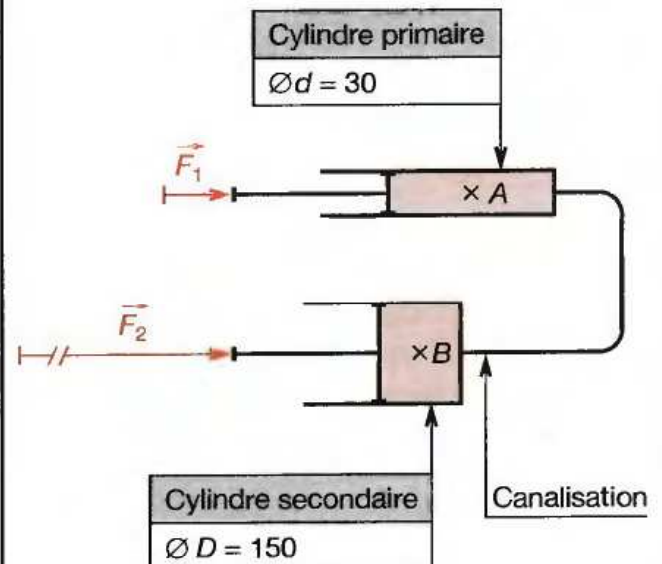 Cylindre primaire
Ød = 30
F₁
× A
F₂
×B
Cylindre secondaire
Ø D = 150
Canalisation